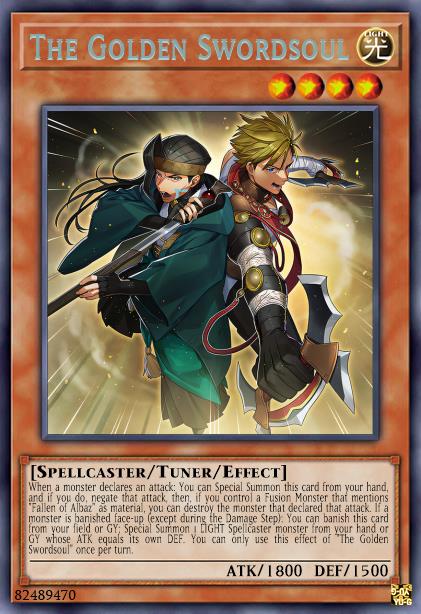 The Golden Swordsoul
LIGHT
光
[Spellcaster/Tuner/Effect]
When a monster declares an attack: You can Special Summon this card from your hand,
and if you do, negate that attack, then, if you control a Fusion Monster that mentions
"Fallen of Albaz" as material, you can destroy the monster that declared that attack. If a
monster is banished face-up (except during the Damage Step): You can banish this card
from your field or GY; Special Summon 1 LIGHT Spellcaster monster from your hand or
GY whose ATK equals its own DEF. You can only use this effect of "The Golden
Swordsoul" once per turn.
ATK/1800 DEF/1500
82489470